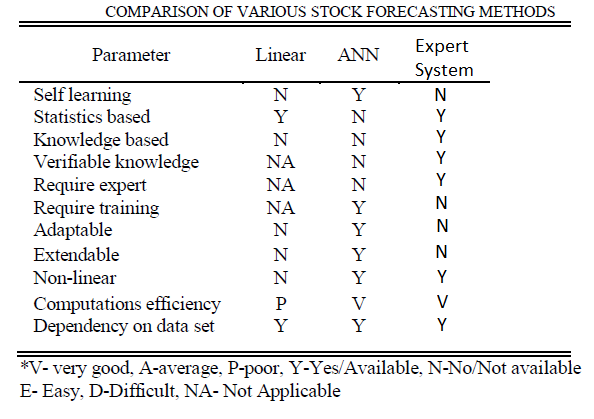 COMPARISON OF VARIOUS STOCK FORECASTING METHODS
Parameter Linear ANN Expert System
Self learning N Y N
Statistics based Y N Y
Knowledge based N N Y
Verifiable knowledge NA N Y
Require expert NA N Y
Require training NA Y N
Adaptable N Y N
Extendable N Y N
Non-linear N Y Y
Computations efficiency P V V
Dependency on data set Y Y Y
*V- very good, A-average, P-poor, Y-Yes/Available, N-No/Not available
E- Easy, D-Difficult, NA- Not Applicable